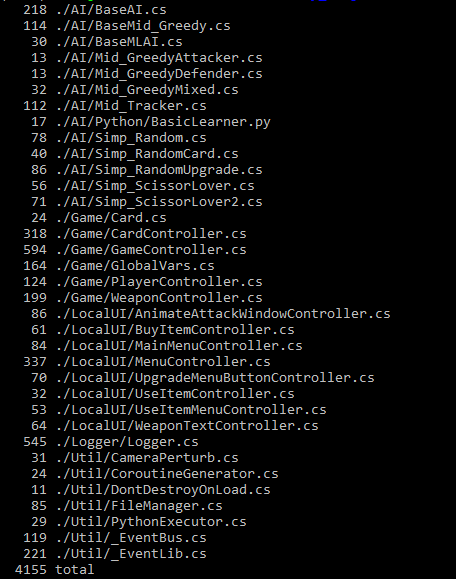 218 ./AI/BaseAI.cs
114 ./AI/BaseMid_Greedy.cs
30 ./AI/BaseMLAI.cs
13 ./AI/Mid_GreedyAttacker.cs
13 ./AI/Mid_GreedyDefender.cs
32 ./AI/Mid_GreedyMixed.cs
112 ./AI/Mid_Tracker.cs
17 ./AI/Python/BasicLearner.py
78 ./AI/Simp_Random.cs
40 ./AI/Simp_RandomCard.cs
86 ./AI/Simp_RandomUpgrade.cs
56 ./AI/Simp_ScissorLover.cs
71 ./AI/Simp_ScissorLover2.cs
24 ./Game/Card.cs
318 ./Game/CardController.cs
594 ./Game/GameController.cs
164 ./Game/GlobalVars.cs
124 ./Game/PlayerController.cs
199 ./Game/WeaponController.cs
86 ./LocalUI/AnimateAttackWindowController.cs
61 ./LocalUI/BuyItemController.cs
84 ./LocalUI/MainMenuController.cs
337 ./LocalUI/MenuController.cs
70 ./LocalUI/UpgradeMenuButtonController.cs
32 ./LocalUI/UseItemController.cs
53 ./LocalUI/UseItemMenuController.cs
64 ./LocalUI/WeaponTextController.cs
545 ./Logger/Logger.cs
31 ./Util/CameraPerturb.cs
24 ./Util/CoroutineGenerator.cs
11 ./Util/DontDestroyOnLoad.cs
85 ./Util/FileManager.cs
29 ./Util/PythonExecutor.cs
119 ./Util/_EventBus.cs
221 ./Util/_EventLib.cs
4155 total